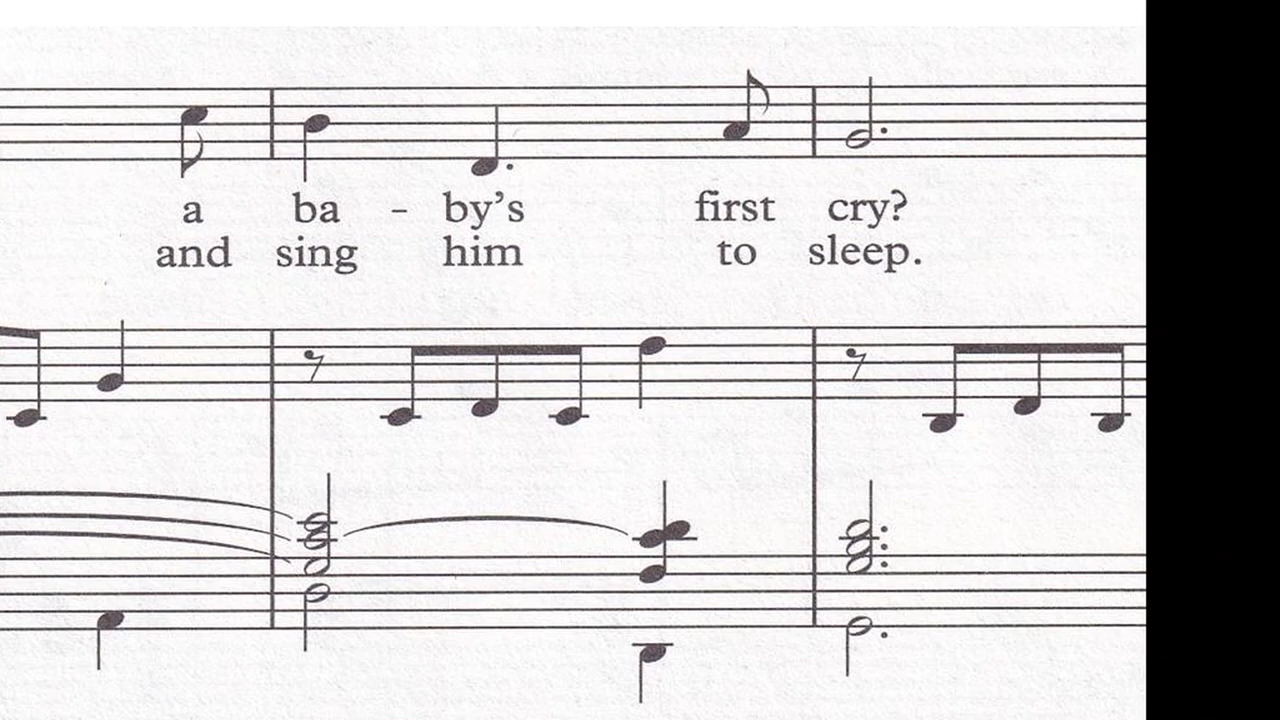 a ba - by's first cry?
and sing him to sleep.